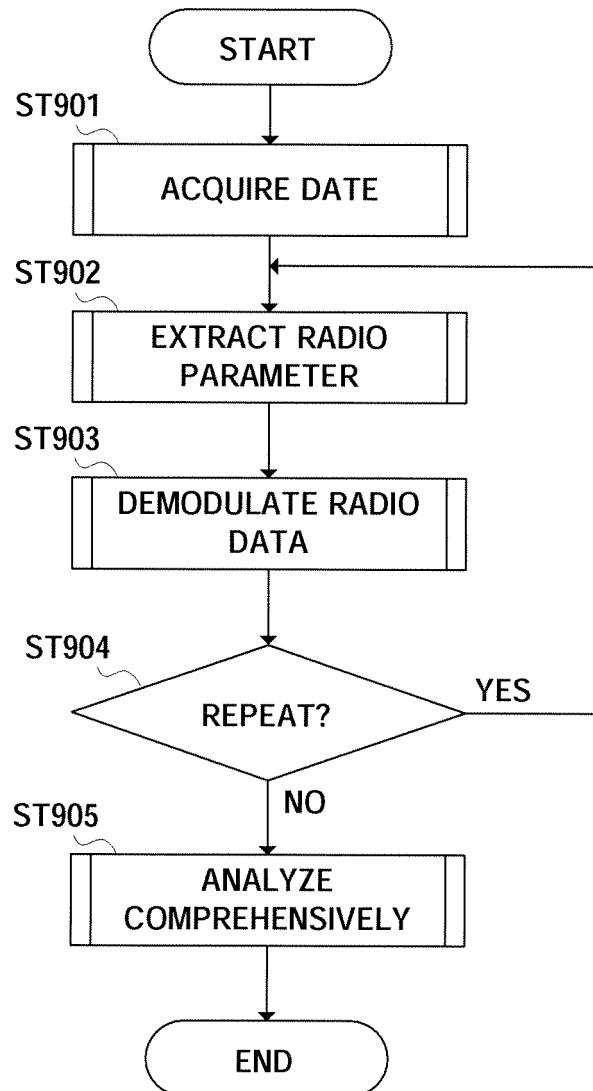 START
ST901
ACQUIRE DATE
ST902
EXTRACT RADIO
PARAMETER
ST903
DEMODULATE RADIO
DATA
ST904
REPEAT?
YES
NO
ST905
ANALYZE
COMPREHENSIVELY
END